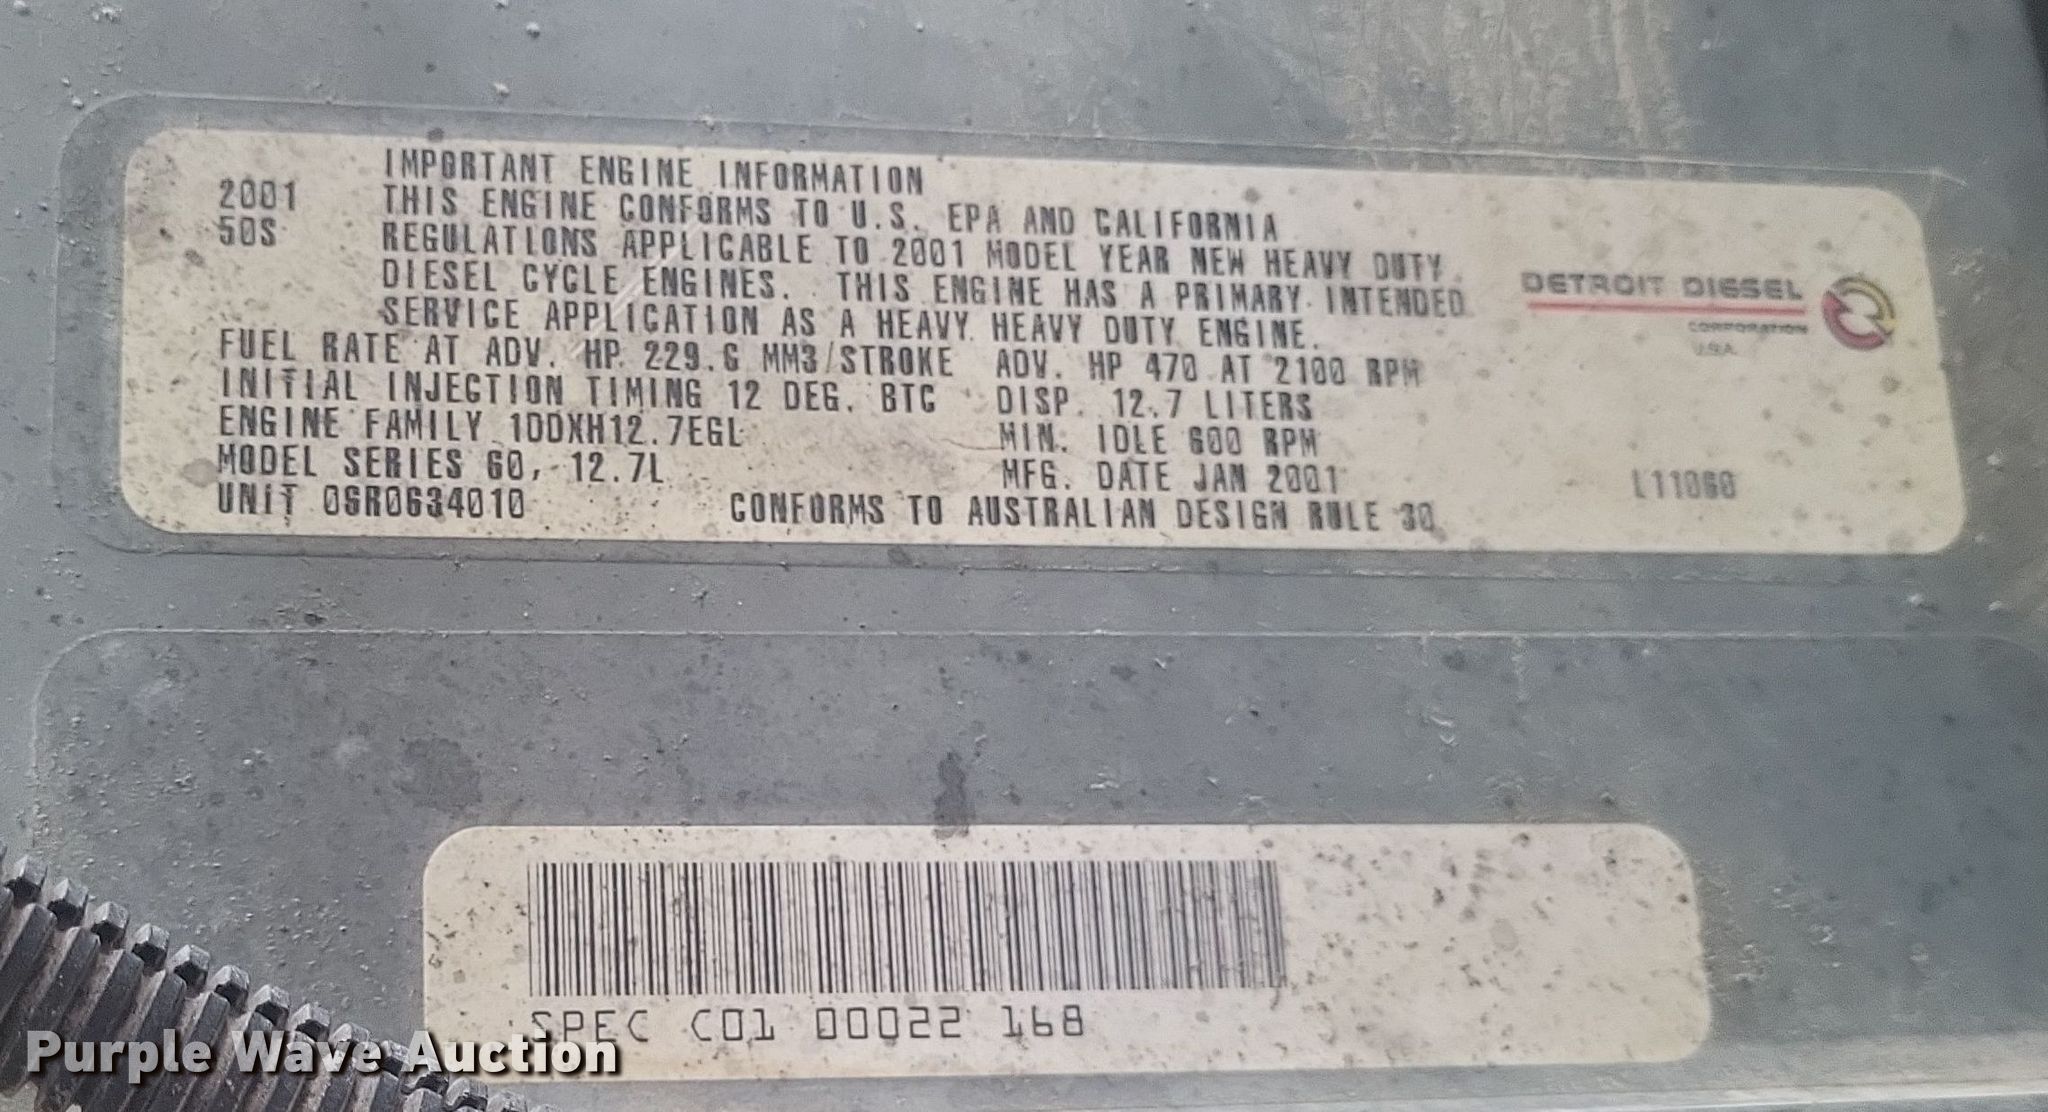 IMPORTANT ENGINE INFORMATION
2001 THIS ENGINE CONFORMS TO U.S. EPA AND CALIFORNIA
50S REGULATIONS APPLICABLE TO 2001 MODEL YEAR NEW HEAVY DUTY
DIESEL CYCLE ENGINES. THIS ENGINE HAS A PRIMARY INTENDED
SERVICE APPLICATION AS A HEAVY HEAVY DUTY ENGINE.
FUEL RATE AT ADV. HP 229.6 MM3/STROKE ADV. HP 470 AT 2100 RPM
INITIAL INJECTION TIMING 12 DEG. BTC DISP. 12.7 LITERS
ENGINE FAMILY 1DDXH12.7EGL MIN. IDLE 600 RPM
MODEL SERIES 60, 12.7L MFG. DATE JAN 2001
UNIT 06R0634010 CONFORMS TO AUSTRALIAN DESIGN RULE 30
DETROIT DIESEL
CORPORATION
U.S.A.
L11060
SPEC C01 00022 168
Purple Wave Auction